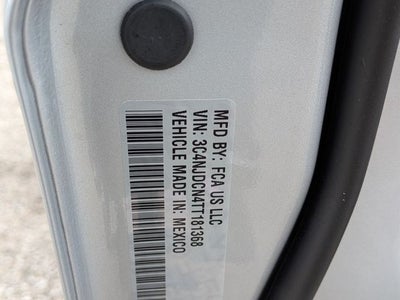 MFD BY: FCA US LLC
VIN: 3C4NJDCN4TT181368
VEHICLE MADE IN: MEXICO